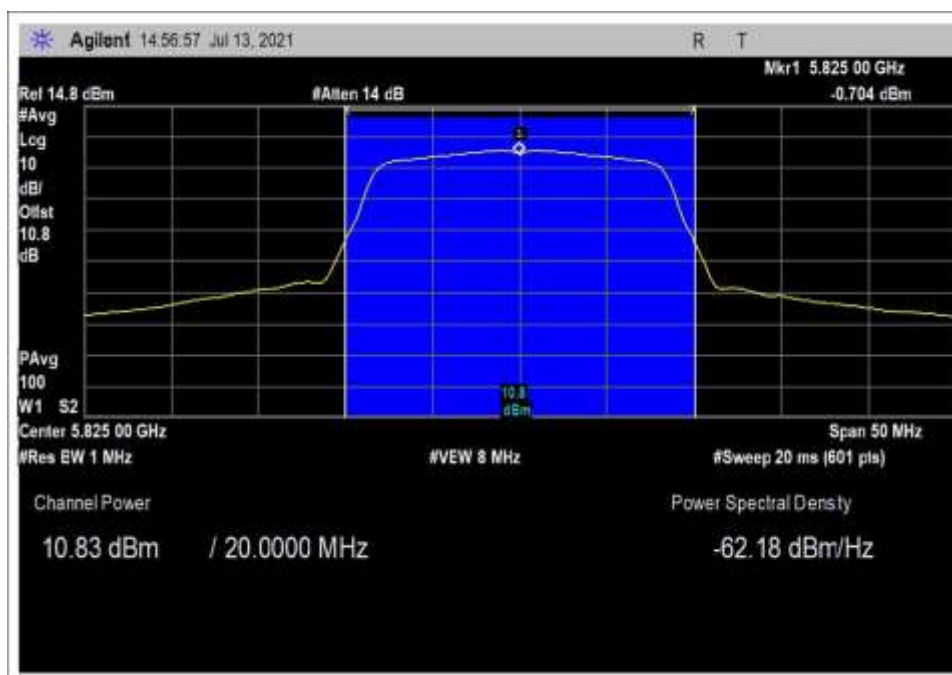 Agilent 14:56:57 Jul 13, 2021 R T
Mkr1 5.825 00 GHz
Ref 14.8 dBm #Atten 14 dB -0.704 dBm
#Avg
Log
10
dB/
Offst
10.8
dB
1
PAvg
100
W1 S2
10.8
dBm
Center 5.825 00 GHz Span 50 MHz
#Res BW 1 MHz #VBW 8 MHz #Sweep 20 ms (601 pts)
Channel Power Power Spectral Density
10.83 dBm / 20.0000 MHz -62.18 dBm/Hz